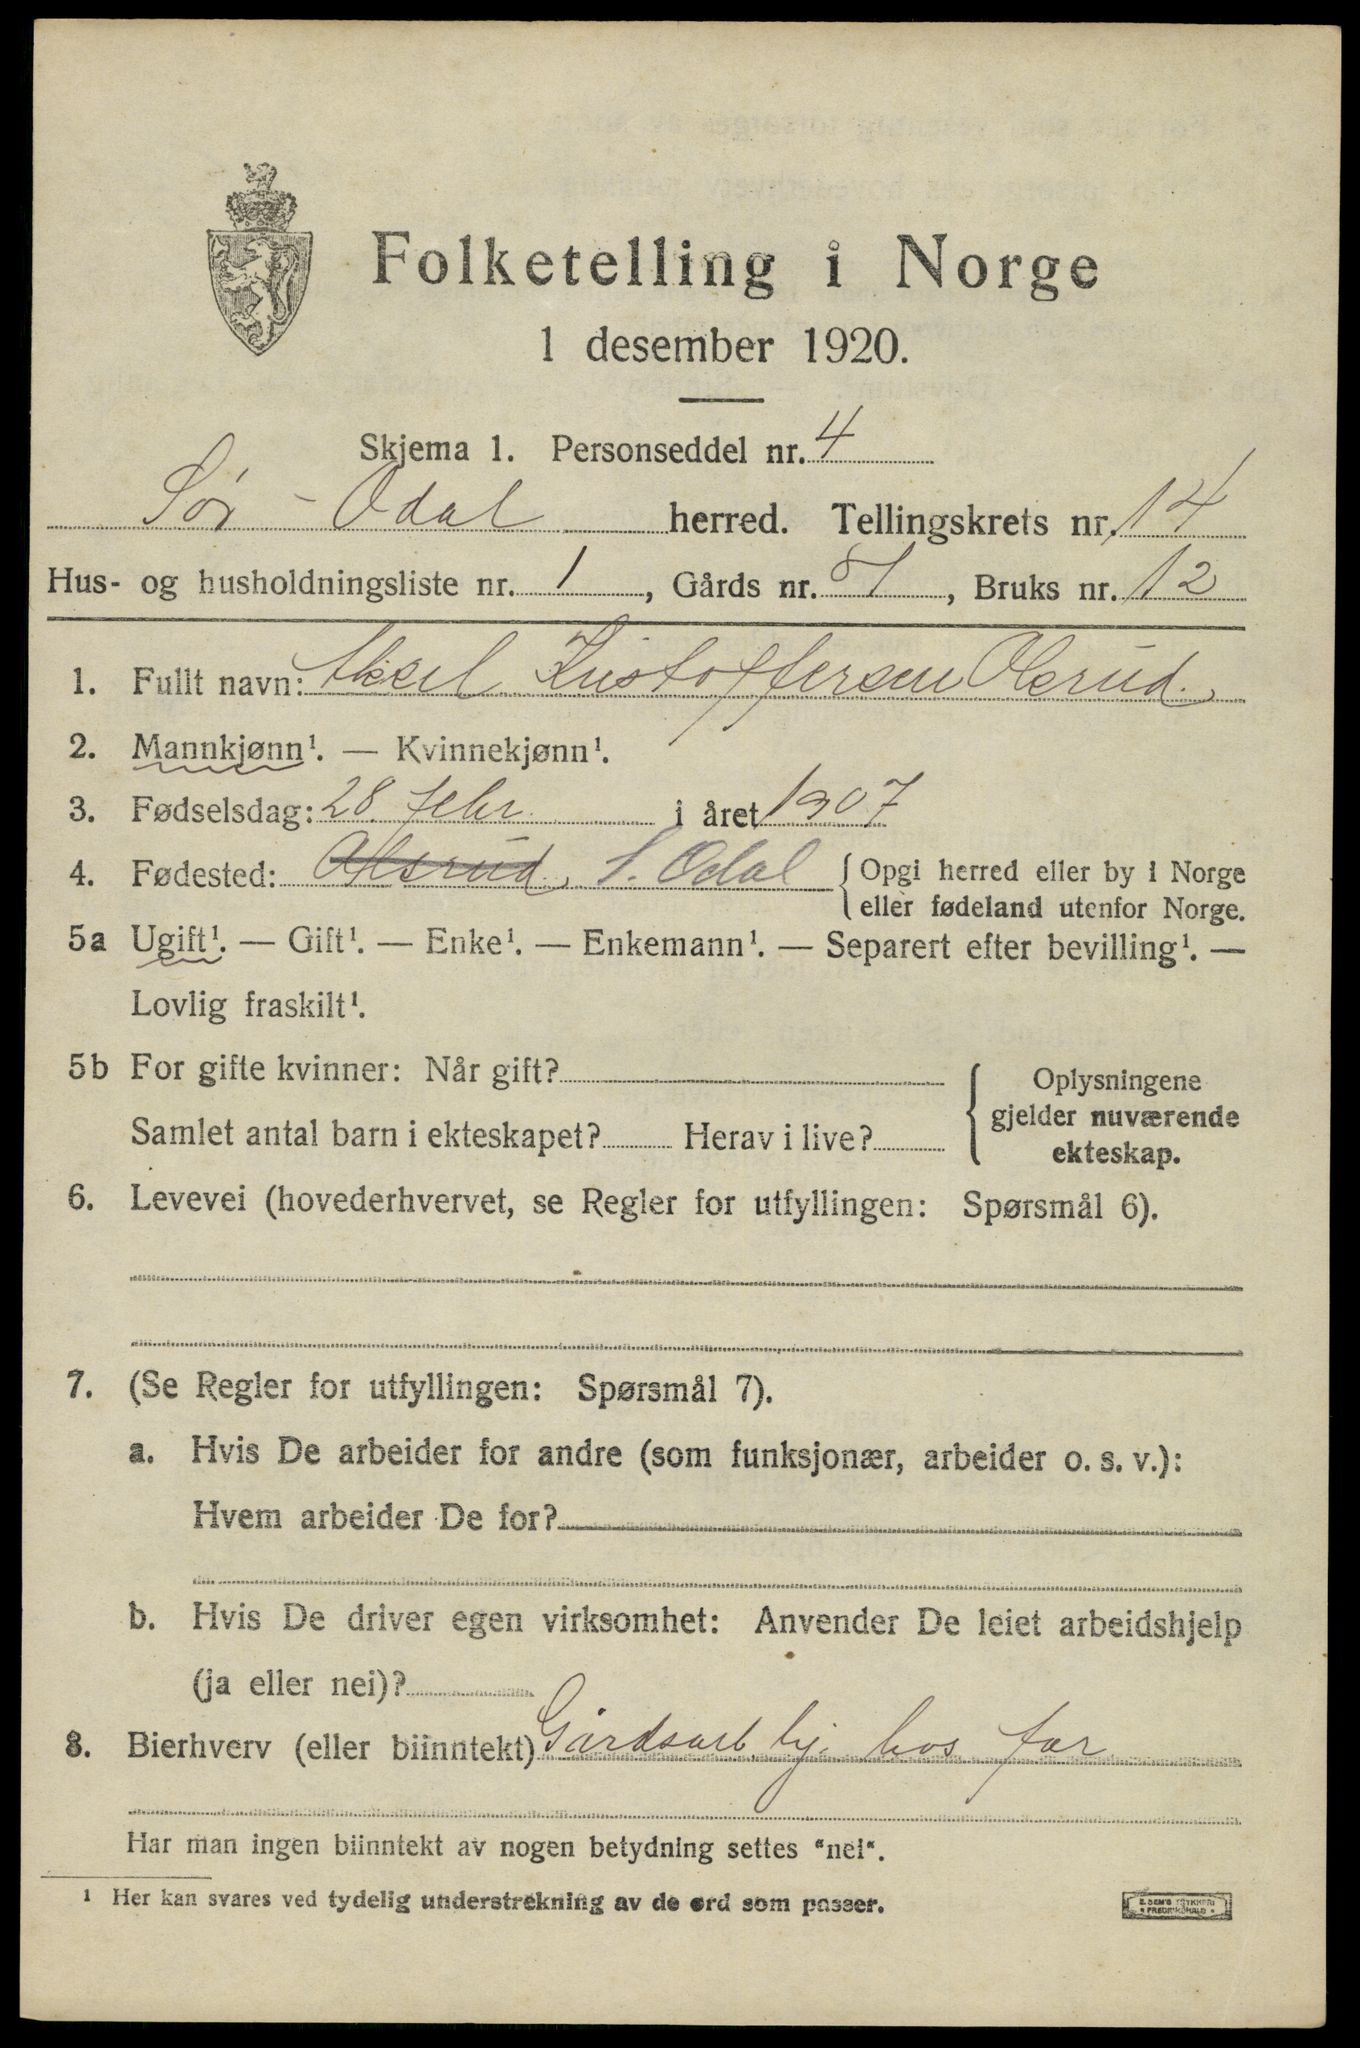 Folketelling i Norge
1 desember 1920.
Skjema 1. Personseddel nr. 4
Sør-Odal herred. Tellingskrets nr. 14
Hus- og husholdningsliste nr. 1, Gårds nr. 87, Bruks nr. 12
1. Fullt navn: Aksel Kristoffersen Olsrud.
2. Mannkjønn¹. — Kvinnekjønn¹.
3. Fødselsdag: 28 febr. i året 1907
4. Fødested: Olsrud, S. Odal { Opgi herred eller by i Norge
eller fødeland utenfor Norge.
5a Ugift¹. — Gift¹. — Enke¹. — Enkemann¹. — Separert efter bevilling¹. —
Lovlig fraskilt¹.
5b For gifte kvinner: Når gift?
Samlet antal barn i ekteskapet? Herav i live?
{ Oplysningene
gjelder nuværende
ekteskap.
6. Levevei (hovederhvervet, se Regler for utfyllingen: Spørsmål 6).
7. (Se Regler for utfyllingen: Spørsmål 7).
a. Hvis De arbeider for andre (som funksjonær, arbeider o. s. v.):
Hvem arbeider De for?
b. Hvis De driver egen virksomhet: Anvender De leiet arbeidshjelp
(ja eller nei)?
8. Bierhverv (eller biinntekt) Gårdsarb. hj. hos far
Har man ingen biinntekt av nogen betydning settes "nei".
¹ Her kan svares ved tydelig understrekning av de ord som passer.